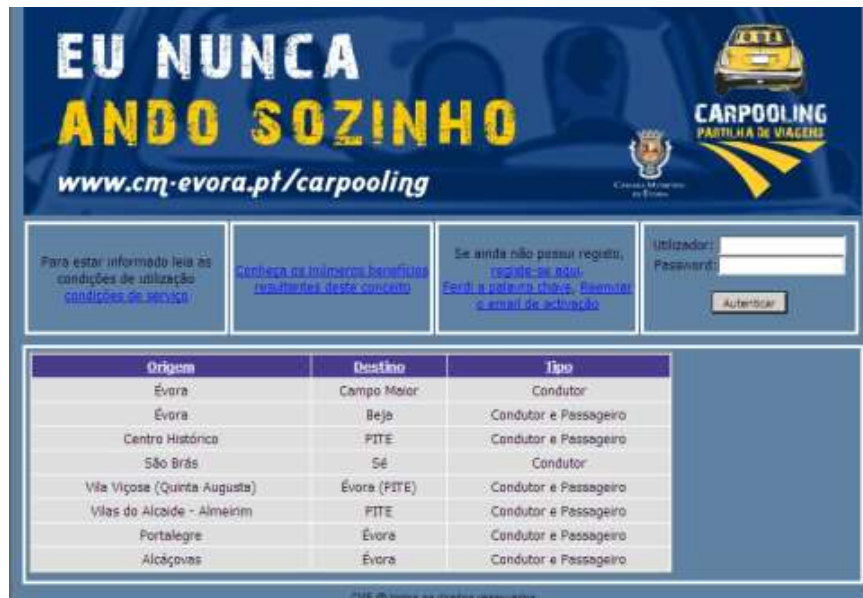 EU NUNCA
ANDO SOZINHO
www.cm-evora.pt/carpooling
CARPOOLING
PARTILHA DE VIAGENS
CÂMARA MUNICIPAL
DE ÉVORA
Para estar informado leia as
condições de utilização
condições de serviço
Conheça os inúmeros benefícios
resultantes deste conceito
Se ainda não possui registo,
registe-se aqui.
Perdi a palavra chave, Reenviar
o email de activação
Utilizador:
Password:
Autenticar
Origem Destino Tipo
Évora Campo Maior Condutor
Évora Beja Condutor e Passageiro
Centro Histórico PITE Condutor e Passageiro
São Brás Sé Condutor
Vila Viçosa (Quinta Augusta) Évora (PITE) Condutor e Passageiro
Vilas do Alcaide - Almeirim PITE Condutor e Passageiro
Portalegre Évora Condutor e Passageiro
Alcáçovas Évora Condutor e Passageiro